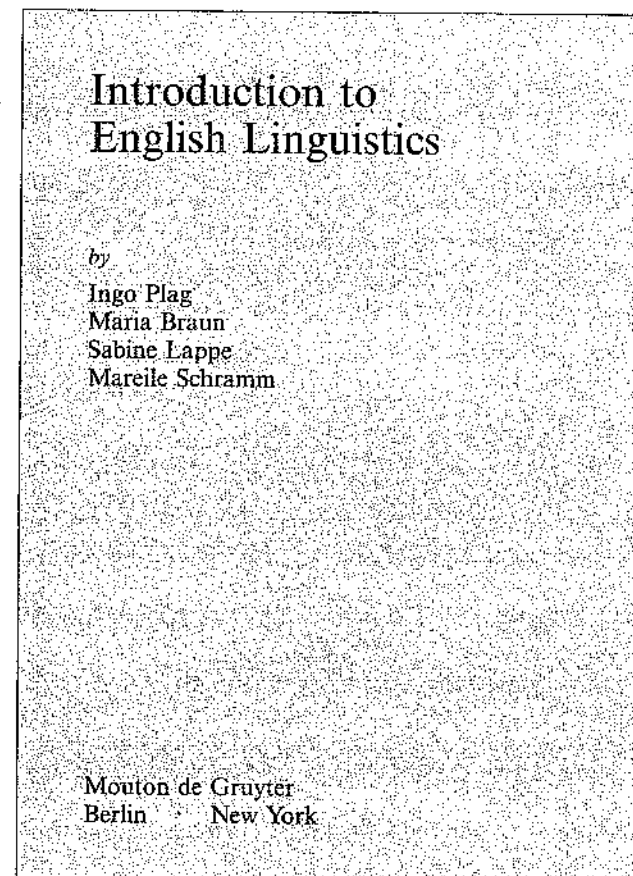 Introduction to
English Linguistics
by
Ingo Plag
Maria Braun
Sabine Lappe
Mareile Schramm
Mouton de Gruyter
Berlin · New York